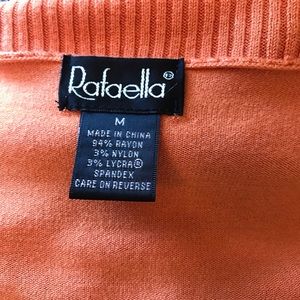 Rafaella®
M
MADE IN CHINA
94% RAYON
3% NYLON
3% LYCRA®
SPANDEX
CARE ON REVERSE